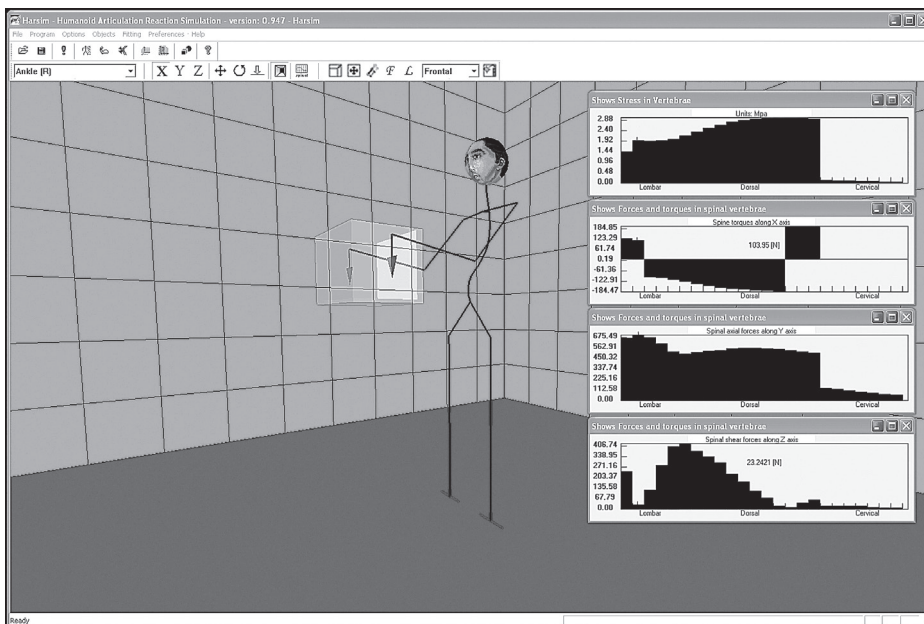 Harsim - Humanoid Articulation Reaction Simulation - version: 0.947 - Harsim
File Program Options Objects Fitting Preferences Help
Ankle (R) X Y Z F L Frontal
Shows Stress in Vertebrae
Units: Mpa
2.88
2.40
1.92
1.44
0.96
0.48
0.00
Lombar Dorsal Cervical
Shows Forces and torques in spinal vertebrae
Spine torques along X axis
184.85
123.29
61.74
0.19
-61.36
-122.91
-184.47
103.95 [N]
Lombar Dorsal Cervical
Shows Forces and torques in spinal vertebrae
Spinal axial forces along Y axis
675.49
562.91
450.32
337.74
225.16
112.58
0.00
Lombar Dorsal Cervical
Shows Forces and torques in spinal vertebrae
Spinal shear forces along Z axis
406.74
338.95
271.16
203.37
135.58
67.79
0.00
23.2421 [N]
Lombar Dorsal Cervical
Ready